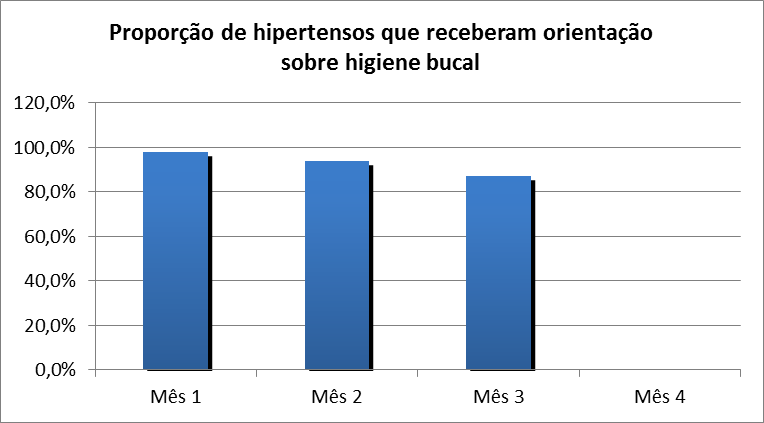 Proporção de hipertensos que receberam orientação
sobre higiene bucal
120,0%
100,0%
80,0%
60,0%
40,0%
20,0%
0,0%
Mês 1 Mês 2 Mês 3 Mês 4